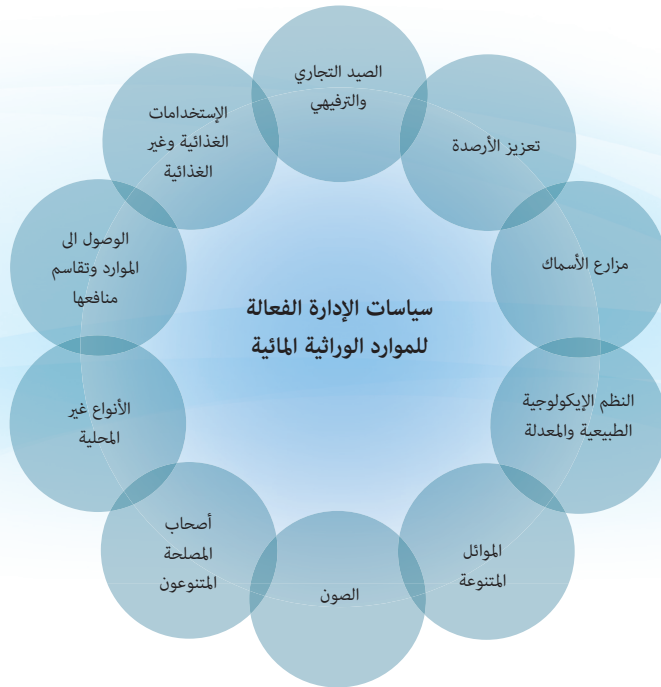 الصيد التجاري
والترفيهي
تعزيز الأرصدة
مزارع الأسماك
النظم الإيكولوجية
الطبيعية والمعدلة
الموائل
المتنوعة
الصون
أصحاب
المصلحة
المتنوعون
الأنواع غير
المحلية
الوصول الى
الموارد وتقاسم
منافعها
الإستخدامات
الغذائية وغير
الغذائية
سياسات الإدارة الفعالة
للموارد الوراثية المائية